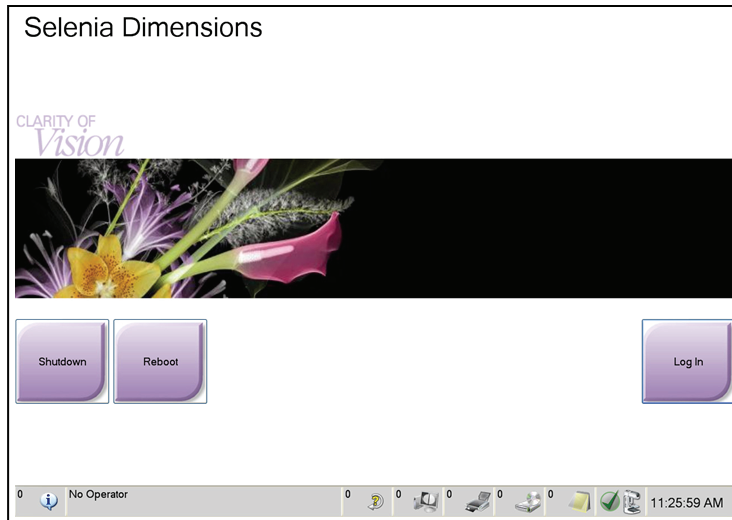 Selenia Dimensions
CLARITY OF
Vision
Shutdown
Reboot
Log In
0 No Operator 0 0 0 0 0 11:25:59 AM